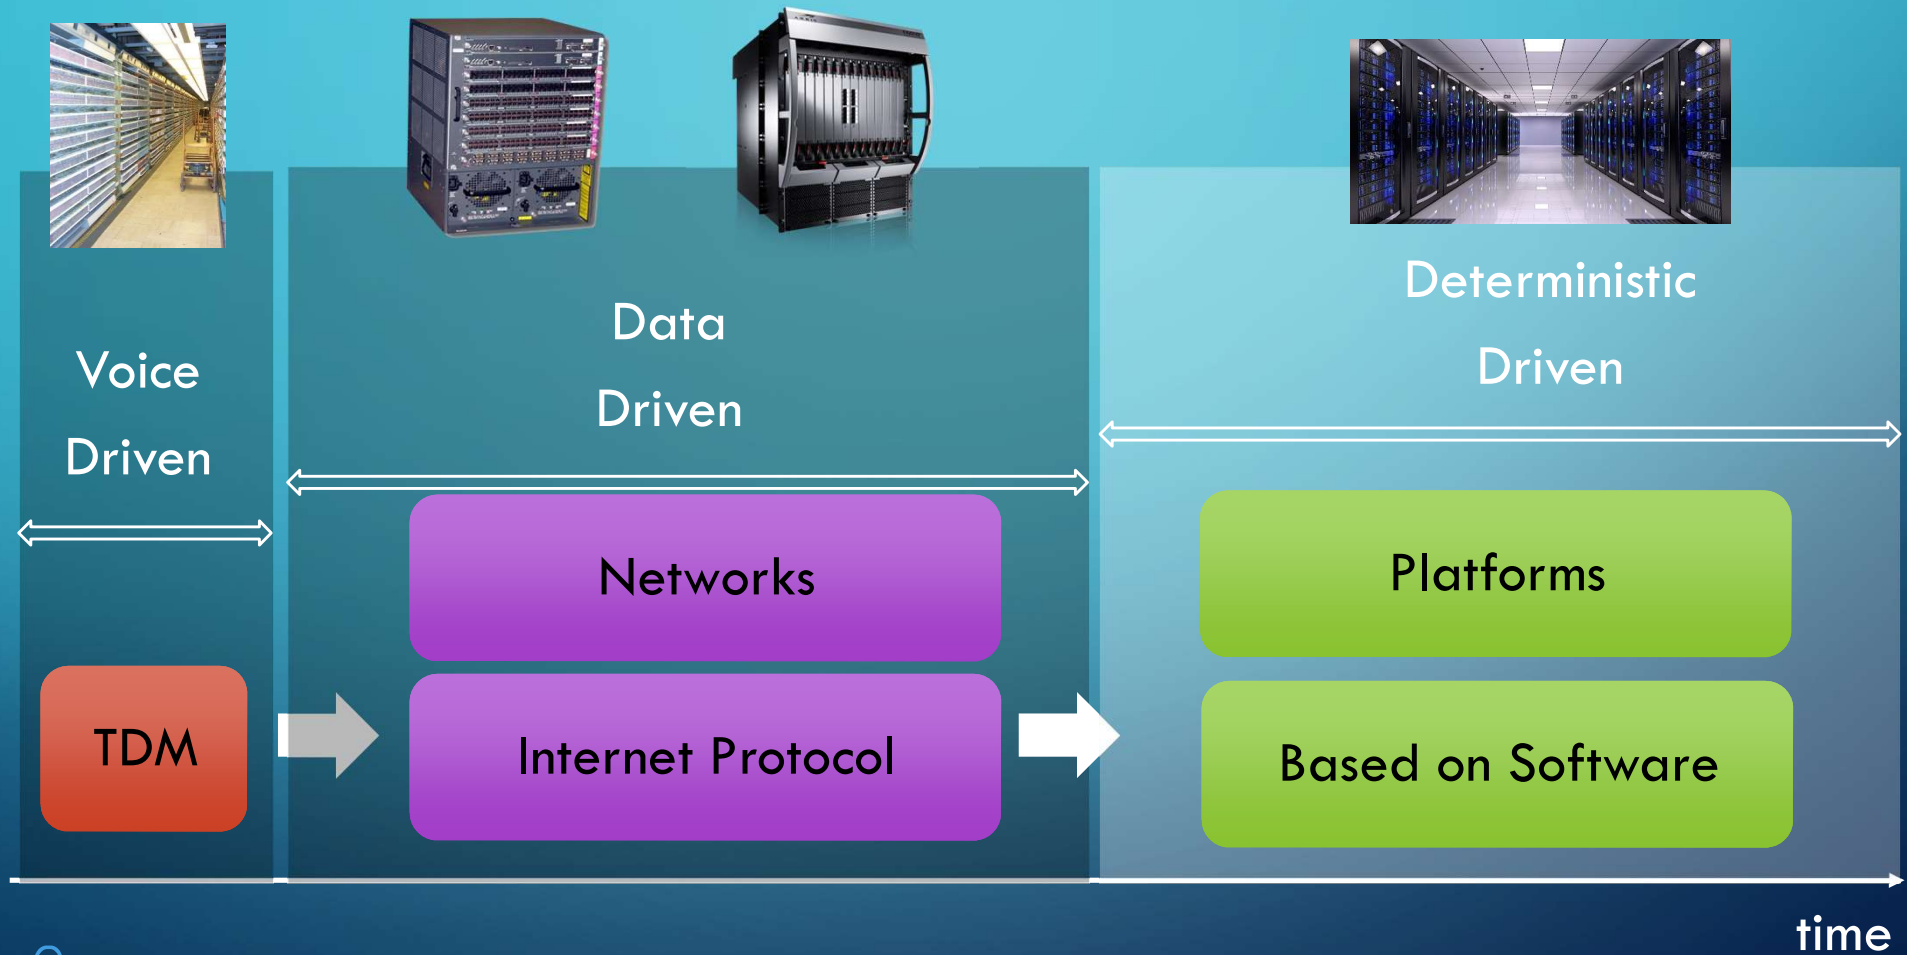 Voice
Driven
Data
Driven
Deterministic
Driven
TDM
Networks
Internet Protocol
Platforms
Based on Software
time